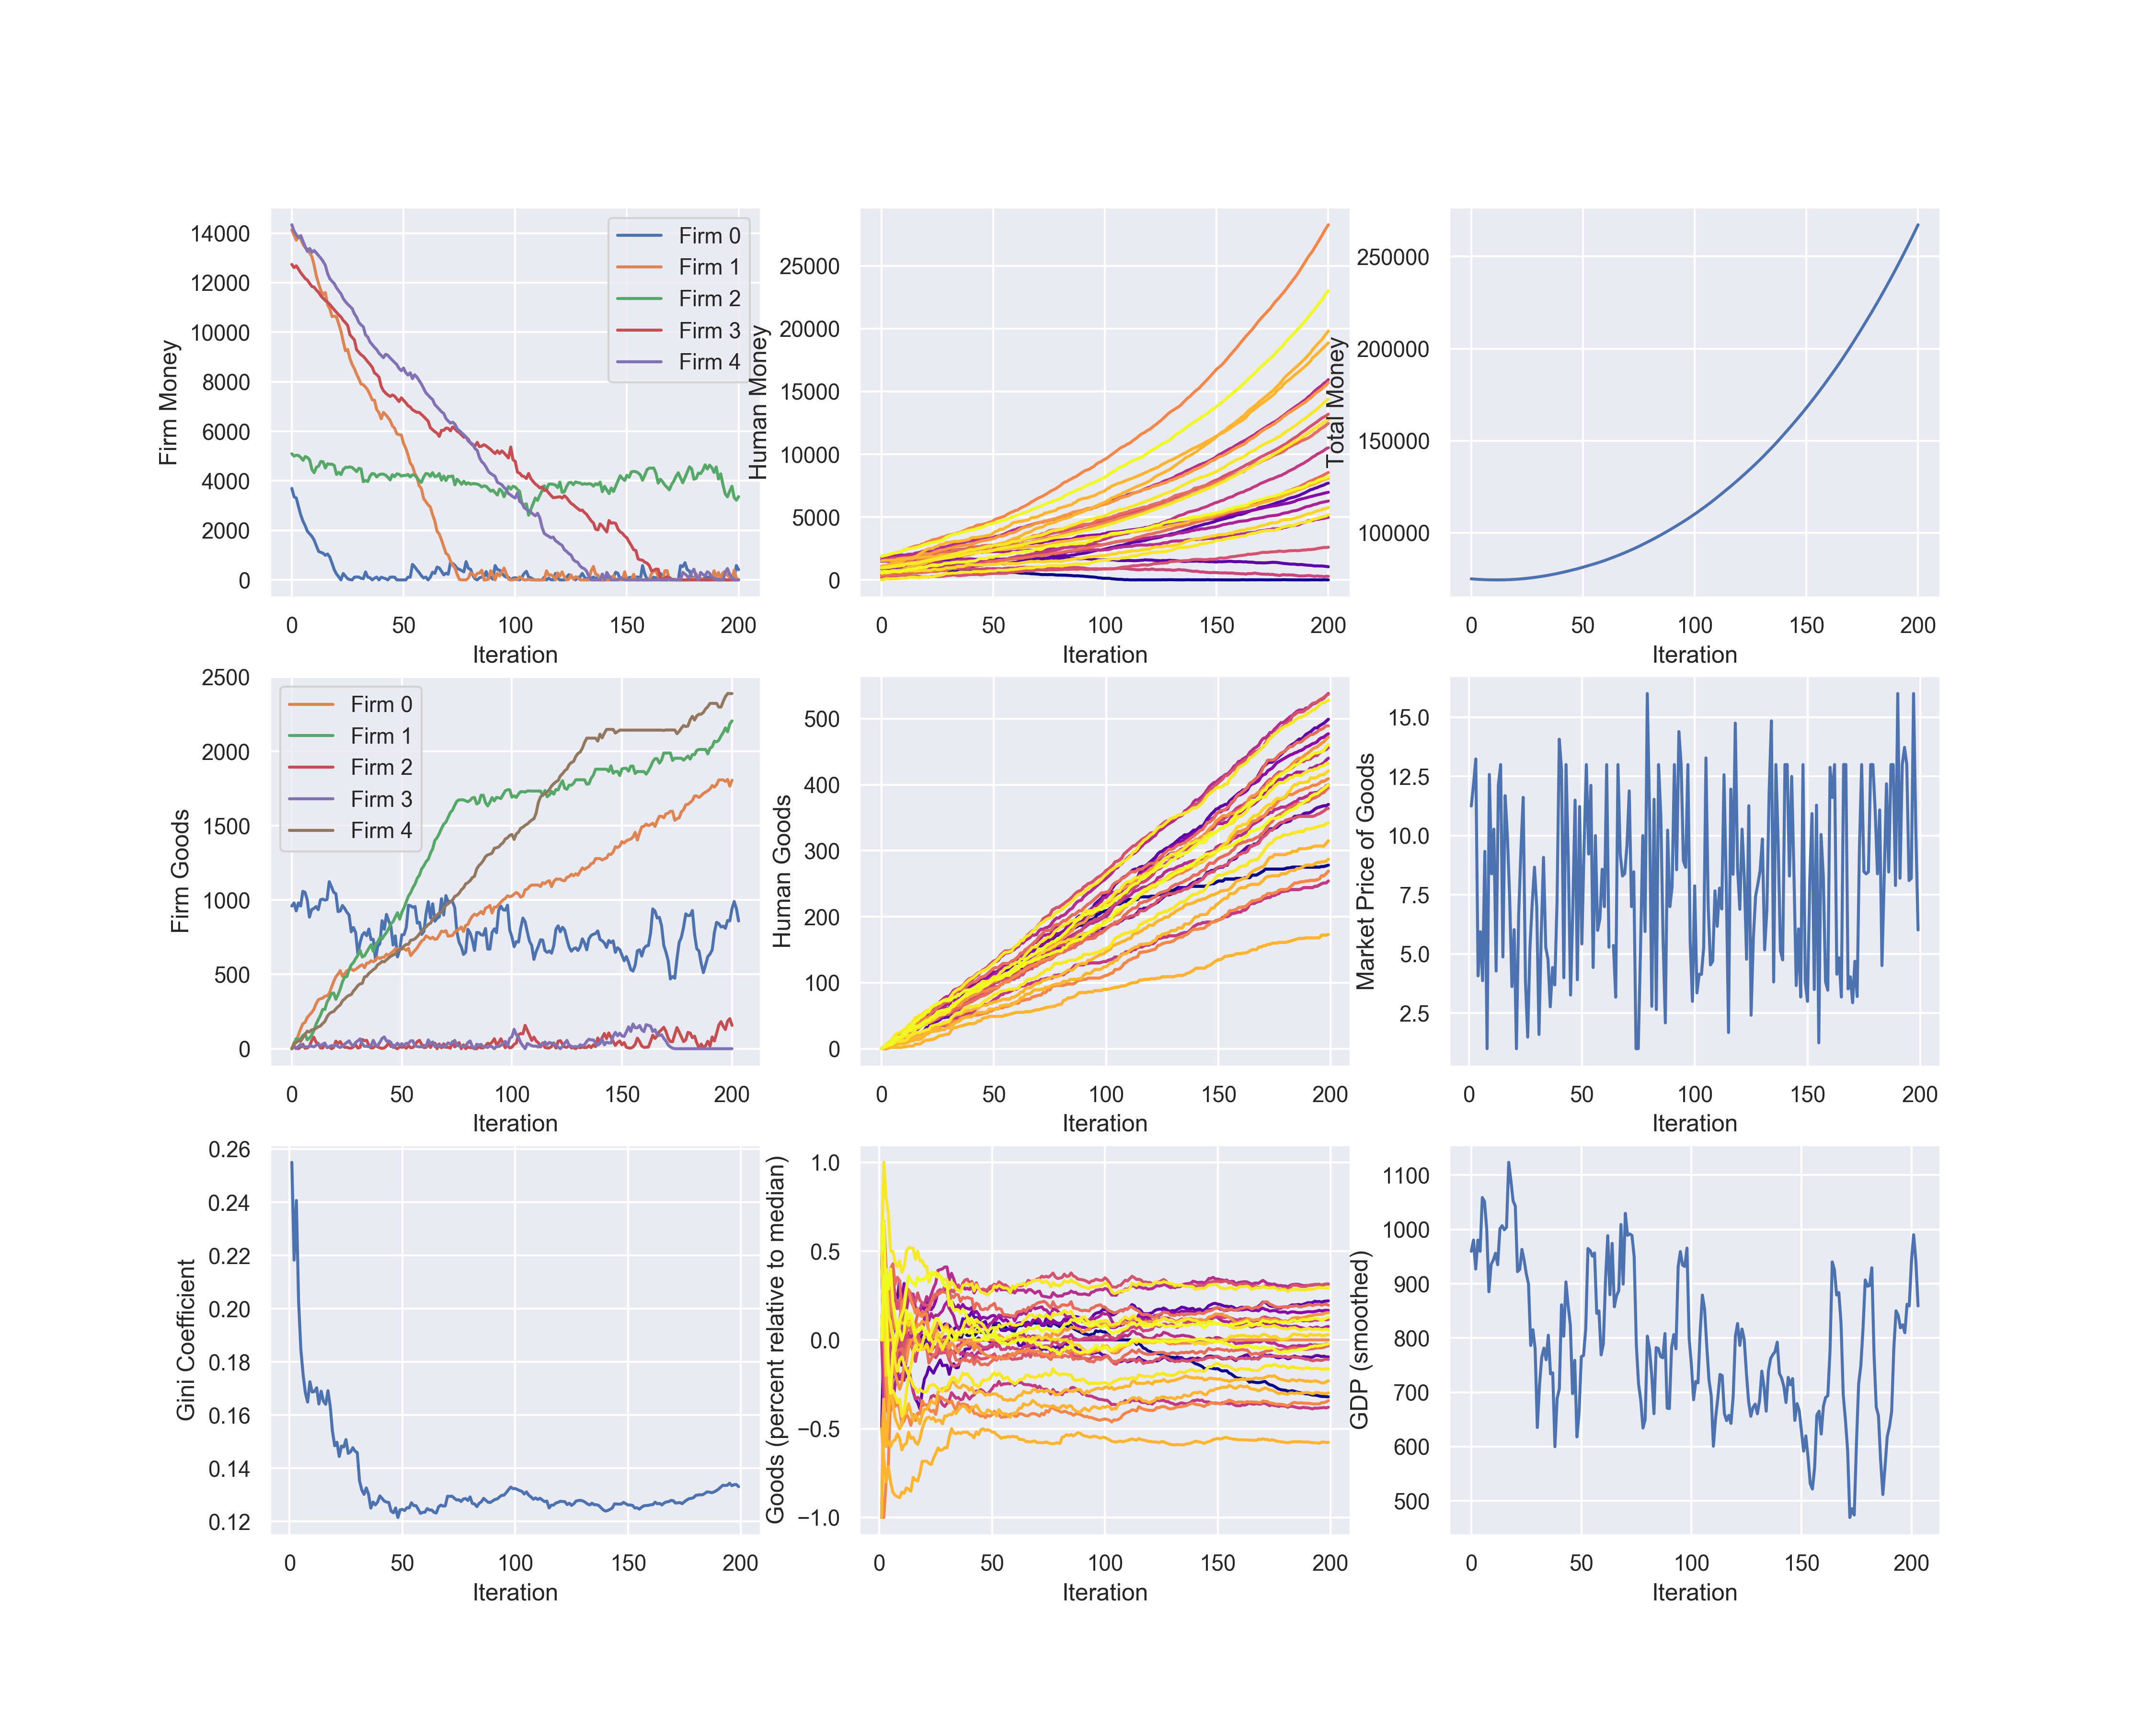 Firm Money
14000
12000
10000
8000
6000
4000
2000
0
Firm 0
Firm 1
Firm 2
Firm 3
Firm 4
0 50 100 150 200
Iteration
Human Money
25000
20000
15000
10000
5000
0
0 50 100 150 200
Iteration
Total Money
250000
200000
150000
100000
0 50 100 150 200
Iteration
Firm Goods
2500
2000
1500
1000
500
0
Firm 0
Firm 1
Firm 2
Firm 3
Firm 4
0 50 100 150 200
Iteration
Human Goods
500
400
300
200
100
0
0 50 100 150 200
Iteration
Market Price of Goods
15.0
12.5
10.0
7.5
5.0
2.5
0 50 100 150 200
Iteration
Gini Coefficient
0.26
0.24
0.22
0.20
0.18
0.16
0.14
0.12
0 50 100 150 200
Iteration
Goods (percent relative to median)
1.0
0.5
0.0
−0.5
−1.0
0 50 100 150 200
Iteration
GDP (smoothed)
1100
1000
900
800
700
600
500
0 50 100 150 200
Iteration